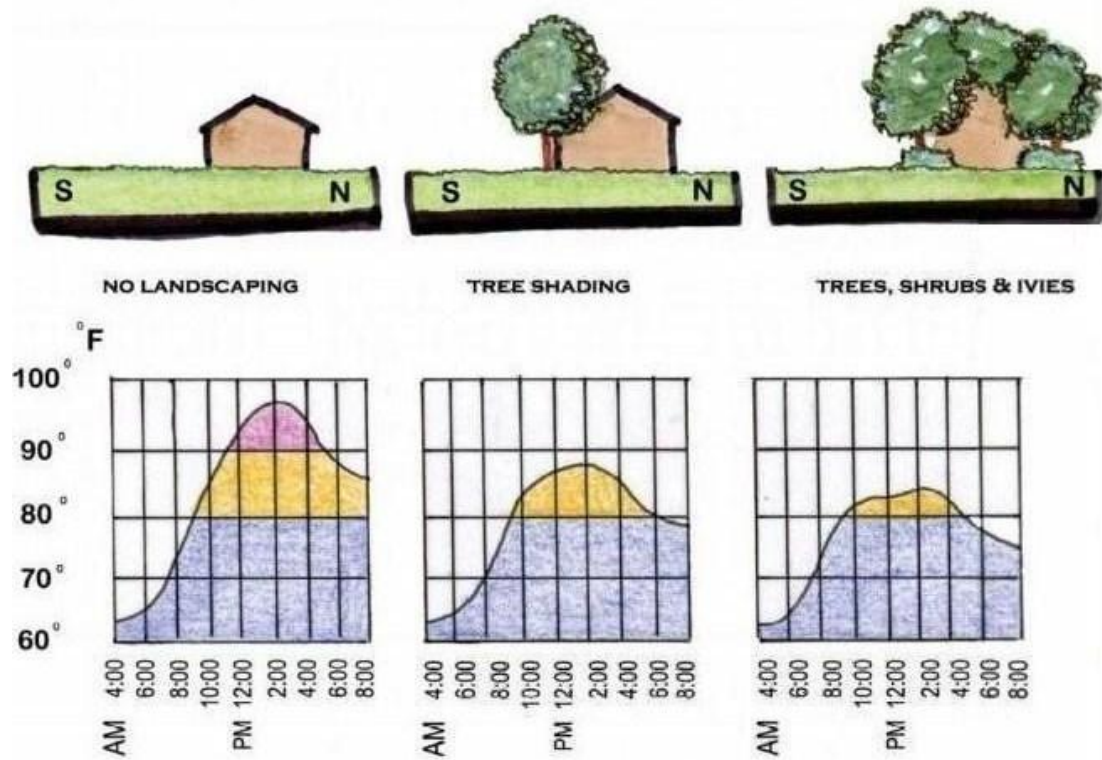 S N
S N
S N
NO LANDSCAPING
TREE SHADING
TREES, SHRUBS & IVIES
°F
100°
90°
80°
70°
60°
4:00 6:00 8:00 10:00 12:00 2:00 4:00 6:00 8:00
AM PM
4:00 6:00 8:00 10:00 12:00 2:00 4:00 6:00 8:00
AM PM
4:00 6:00 8:00 10:00 12:00 2:00 4:00 6:00 8:00
AM PM